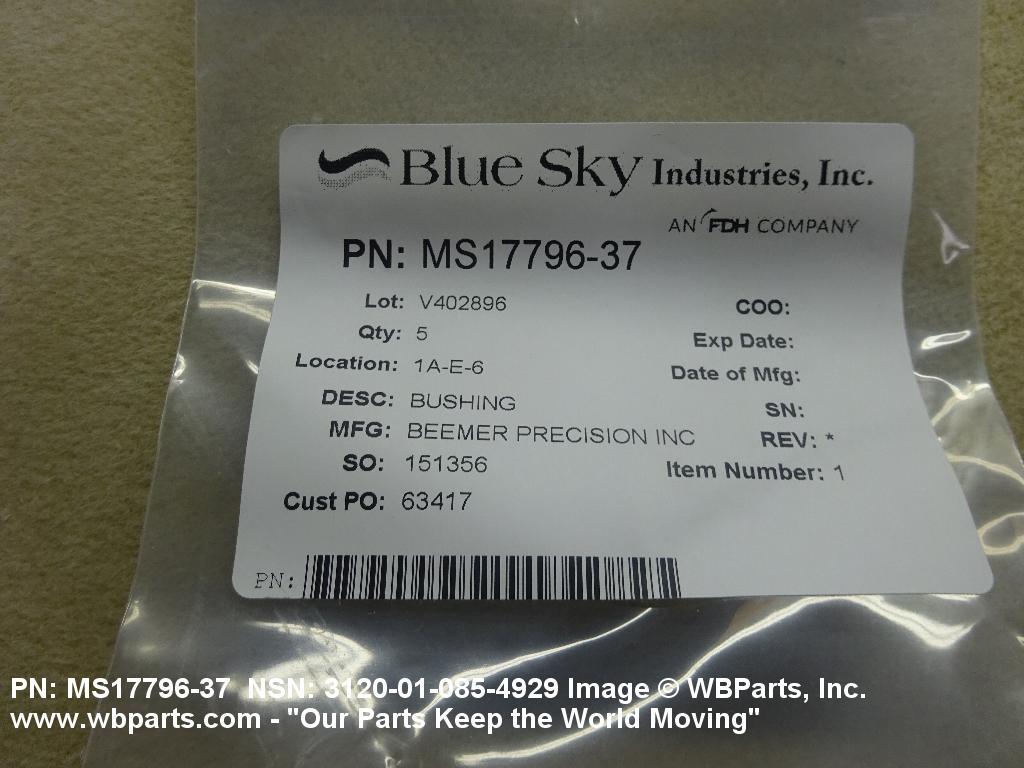 Blue Sky Industries, Inc.
AN FDH COMPANY
PN: MS17796-37
Lot: V402896
COO:
Qty: 5
Exp Date:
Location: 1A-E-6
Date of Mfg:
DESC: BUSHING
SN:
MFG: BEEMER PRECISION INC
REV: *
SO: 151356
Item Number: 1
Cust PO: 63417
PN:
PN: MS17796-37 NSN: 3120-01-085-4929 Image © WBParts, Inc.
www.wbparts.com - "Our Parts Keep the World Moving"